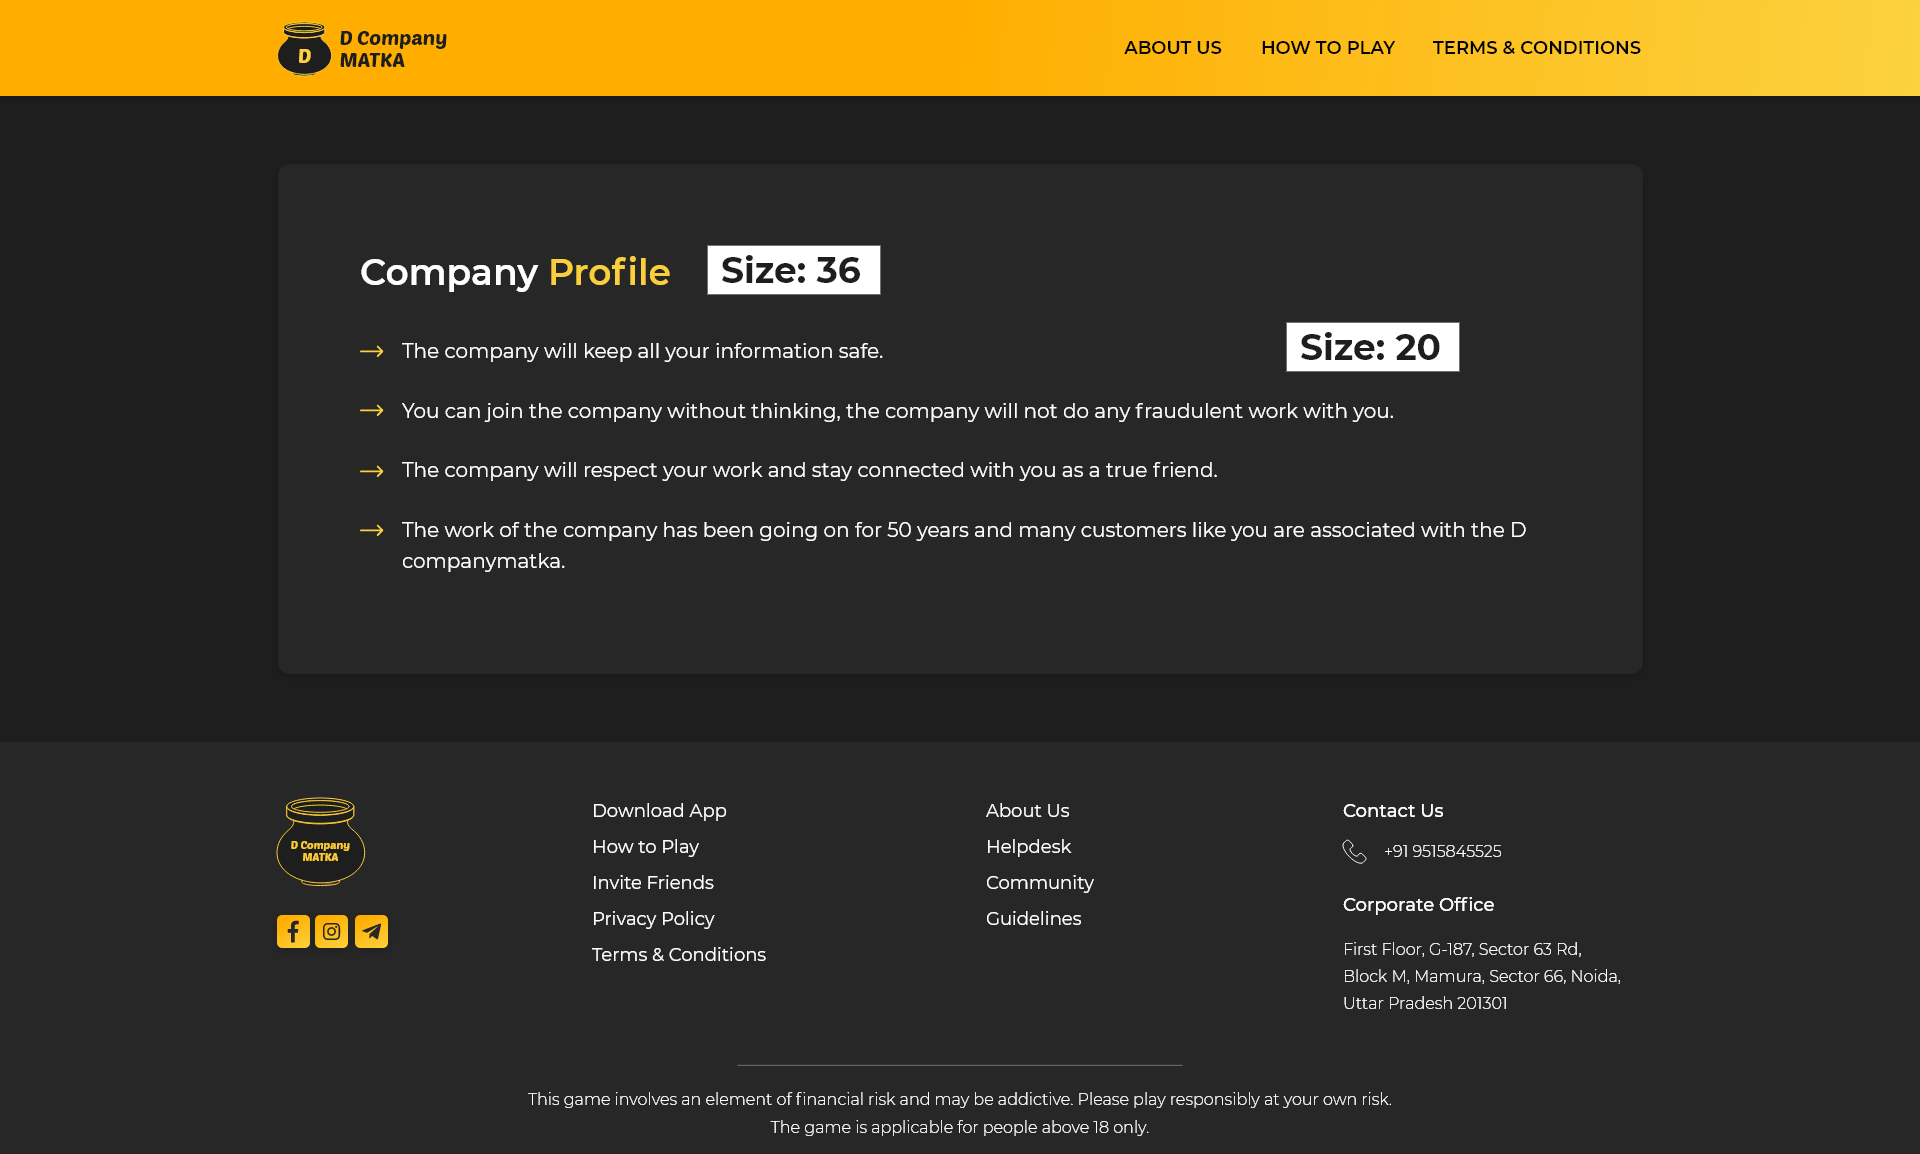 D Company
MATKA
D
ABOUT US
HOW TO PLAY
TERMS & CONDITIONS
Company Profile
Size: 36
Size: 20
The company will keep all your information safe.
You can join the company without thinking, the company will not do any fraudulent work with you.
The company will respect your work and stay connected with you as a true friend.
The work of the company has been going on for 50 years and many customers like you are associated with the D
companymatka.
D Company
MATKA
Download App
How to Play
Invite Friends
Privacy Policy
Terms & Conditions
About Us
Helpdesk
Community
Guidelines
Contact Us
+91 9515845525
Corporate Office
First Floor, G-187, Sector 63 Rd,
Block M, Mamura, Sector 66, Noida,
Uttar Pradesh 201301
This game involves an element of financial risk and may be addictive. Please play responsibly at your own risk.
The game is applicable for people above 18 only.